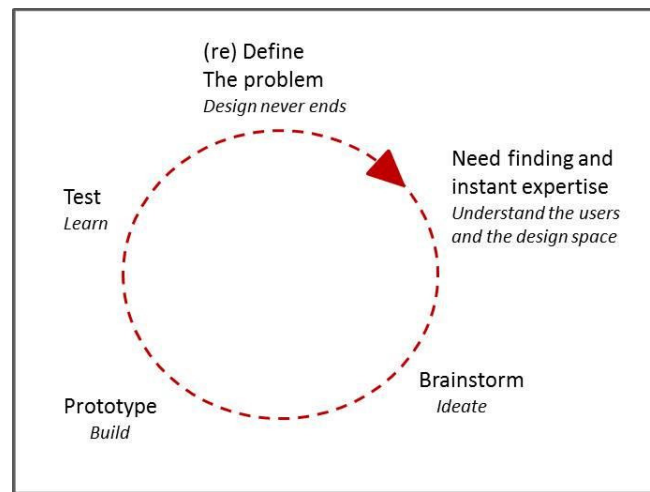 (re) Define
The problem
Design never ends
Need finding and
instant expertise
Understand the users
and the design space
Brainstorm
Ideate
Prototype
Build
Test
Learn